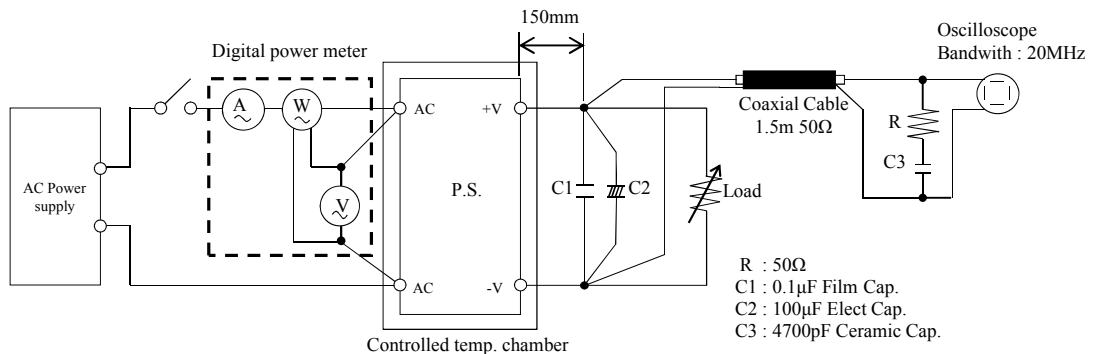 150mm
Oscilloscope
Bandwith : 20MHz
Digital power meter
A
W
AC
+V
Coaxial Cable
1.5m 50Ω
R
C3
AC Power
supply
V
P.S.
C1
C2
Load
AC
-V
R : 50Ω
C1 : 0.1μF Film Cap.
C2 : 100μF Elect Cap.
C3 : 4700pF Ceramic Cap.
Controlled temp. chamber